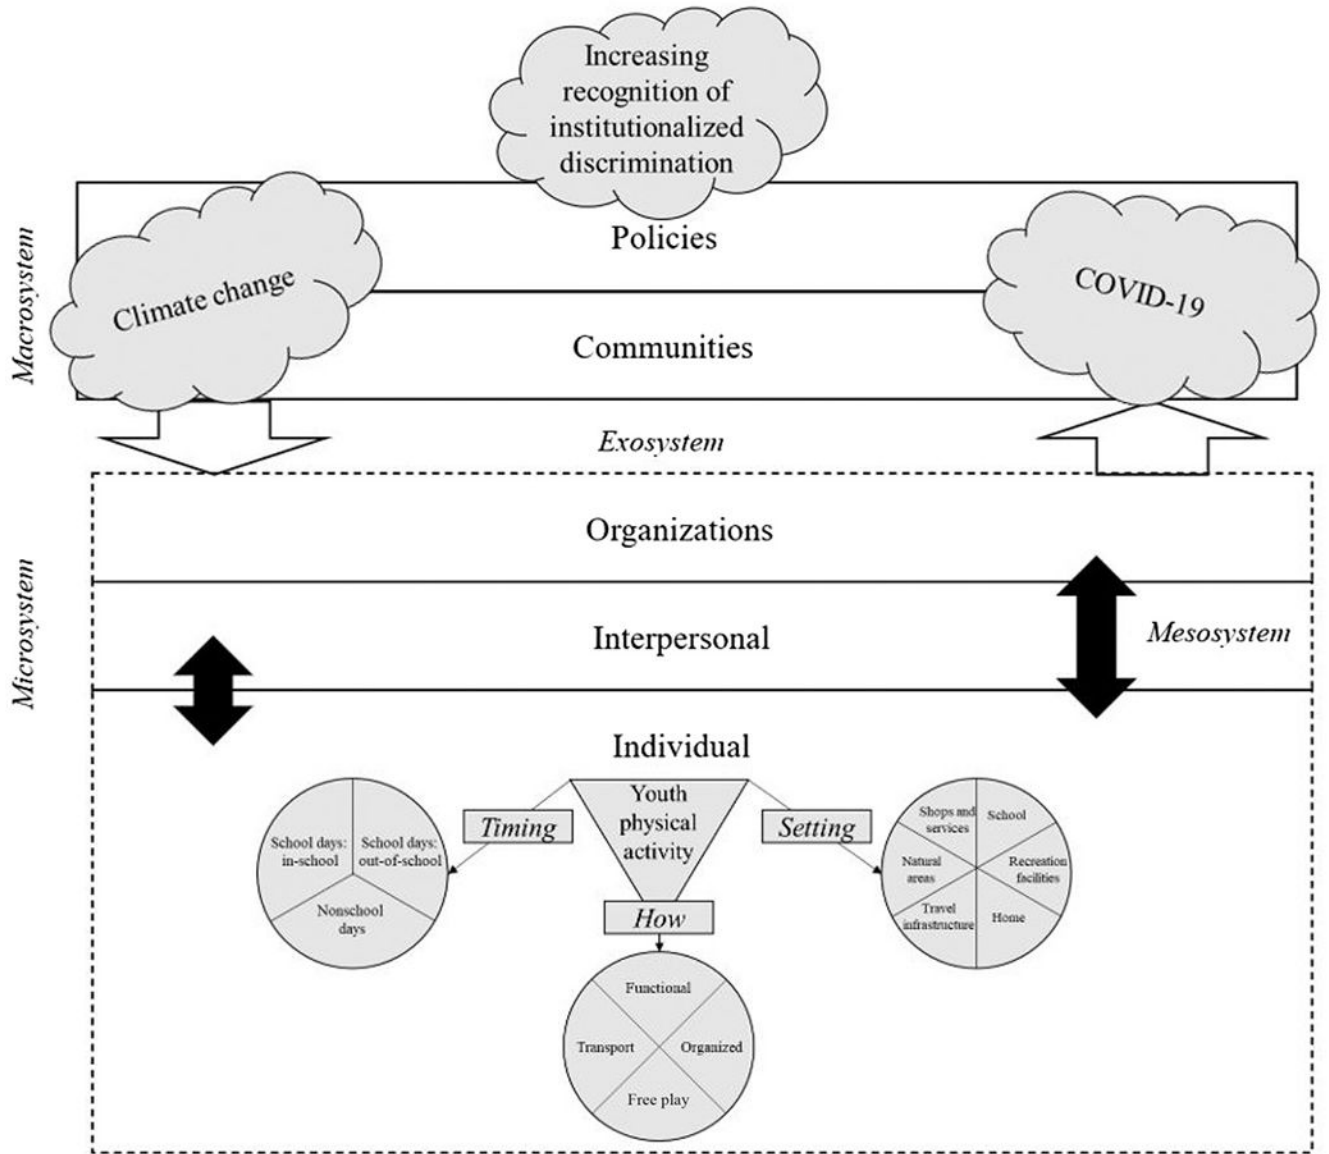 Increasing
recognition of
institutionalized
discrimination
Macrosystem
Policies
Climate change
COVID-19
Communities
Exosystem
Microsystem
Organizations
Interpersonal
Mesosystem
Individual
Youth
physical
activity
Timing
Setting
How
School days:
in-school
School days:
out-of-school
Nonschool
days
Shops and
services
School
Natural
areas
Recreation
facilities
Travel
infrastructure
Home
Functional
Transport
Organized
Free play